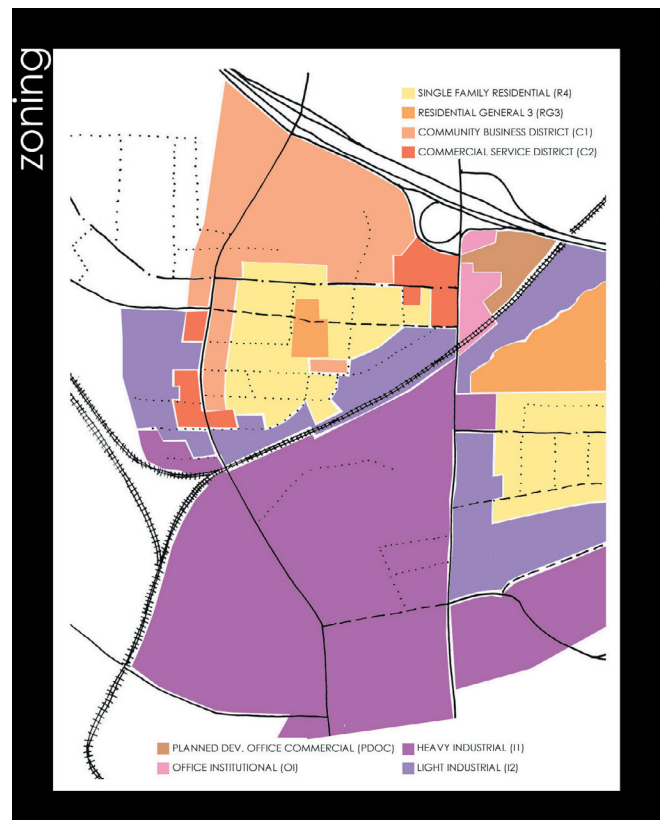 zoning
SINGLE FAMILY RESIDENTIAL (R4)
RESIDENTIAL GENERAL 3 (RG3)
COMMUNITY BUSINESS DISTRICT (C1)
COMMERCIAL SERVICE DISTRICT (C2)
PLANNED DEV. OFFICE COMMERCIAL (PDOC)
OFFICE INSTITUTIONAL (OI)
HEAVY INDUSTRIAL (I1)
LIGHT INDUSTRIAL (I2)